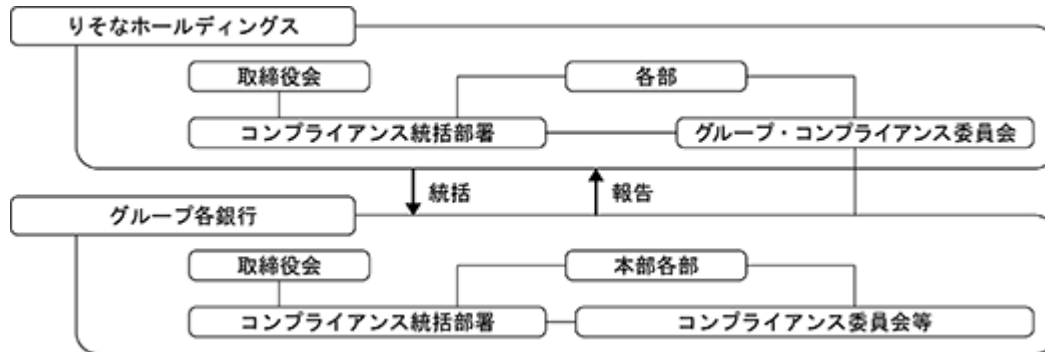 りそなホールディングス
取締役会
各部
コンプライアンス統括部署
グループ・コンプライアンス委員会
統括
報告
グループ各銀行
取締役会
本部各部
コンプライアンス統括部署
コンプライアンス委員会等